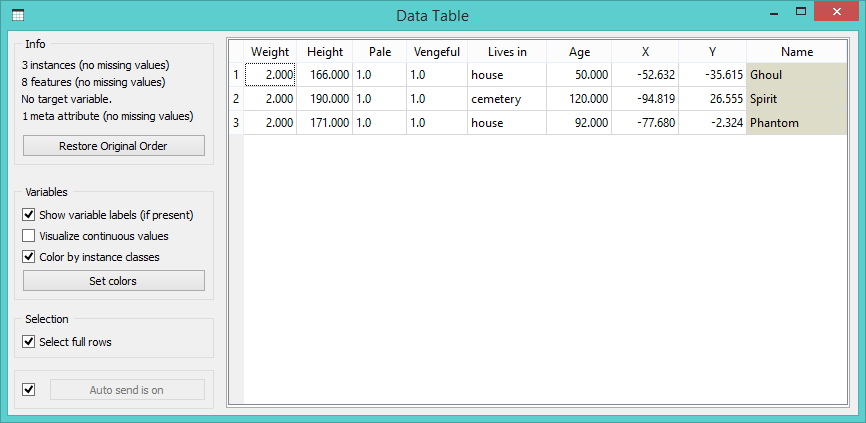 Data Table
Info
3 instances (no missing values)
8 features (no missing values)
No target variable.
1 meta attribute (no missing values)
Restore Original Order
Variables
Show variable labels (if present)
Visualize continuous values
Color by instance classes
Set colors
Selection
Select full rows
Auto send is on
Weight Height Pale Vengeful Lives in Age X Y Name
1 2.000 166.000 1.0 1.0 house 50.000 -52.632 -35.615 Ghoul
2 2.000 190.000 1.0 1.0 cemetery 120.000 -94.819 26.555 Spirit
3 2.000 171.000 1.0 1.0 house 92.000 -77.680 -2.324 Phantom